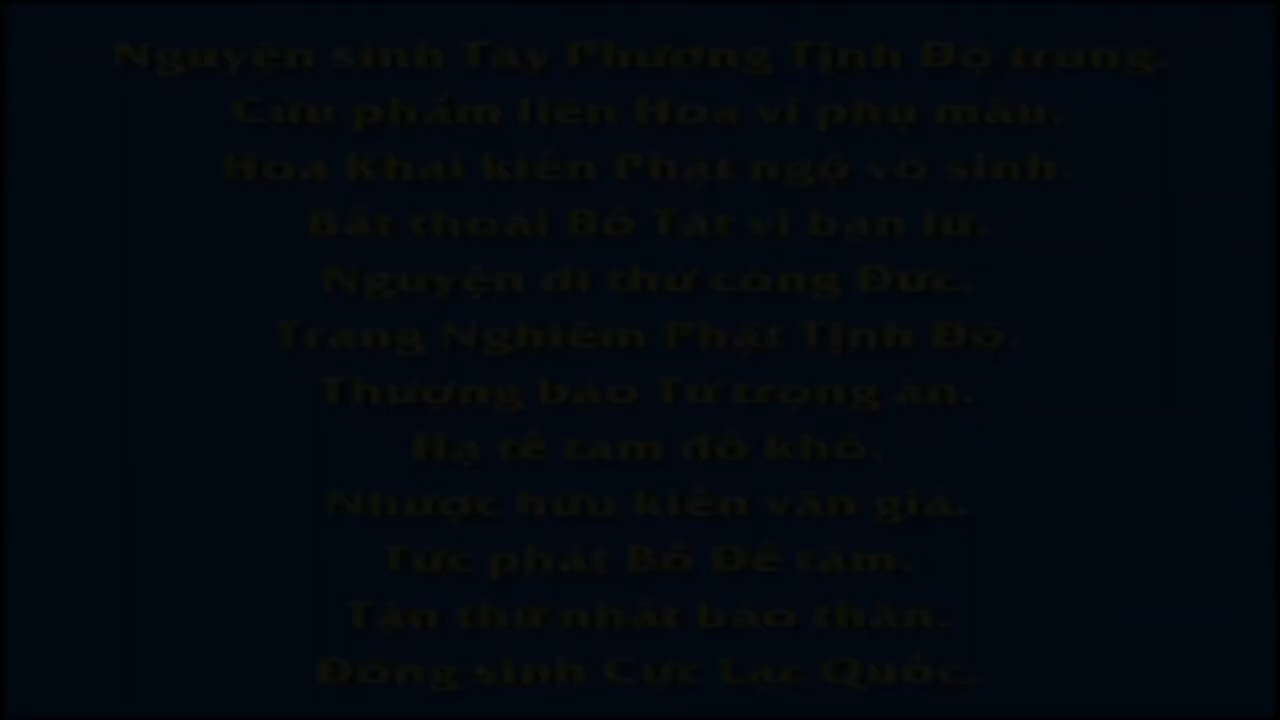 Nguyện sinh Tây Phương Tịnh Độ trung.
Cửu phẩm liên Hoa vi phụ mẫu.
Hoa Khai kiến Phật ngộ vô sinh.
Bất thoái Bồ Tát vi bạn lữ.
Nguyện dĩ thử công Đức.
Trang Nghiêm Phật Tịnh Độ.
Thượng báo Tứ trọng ân.
Hạ tế tam đồ khổ.
Nhược hữu kiến văn giả.
Tức phát Bồ Đề tâm.
Tận thử nhất báo thân.
Đồng sinh Cực Lạc Quốc.